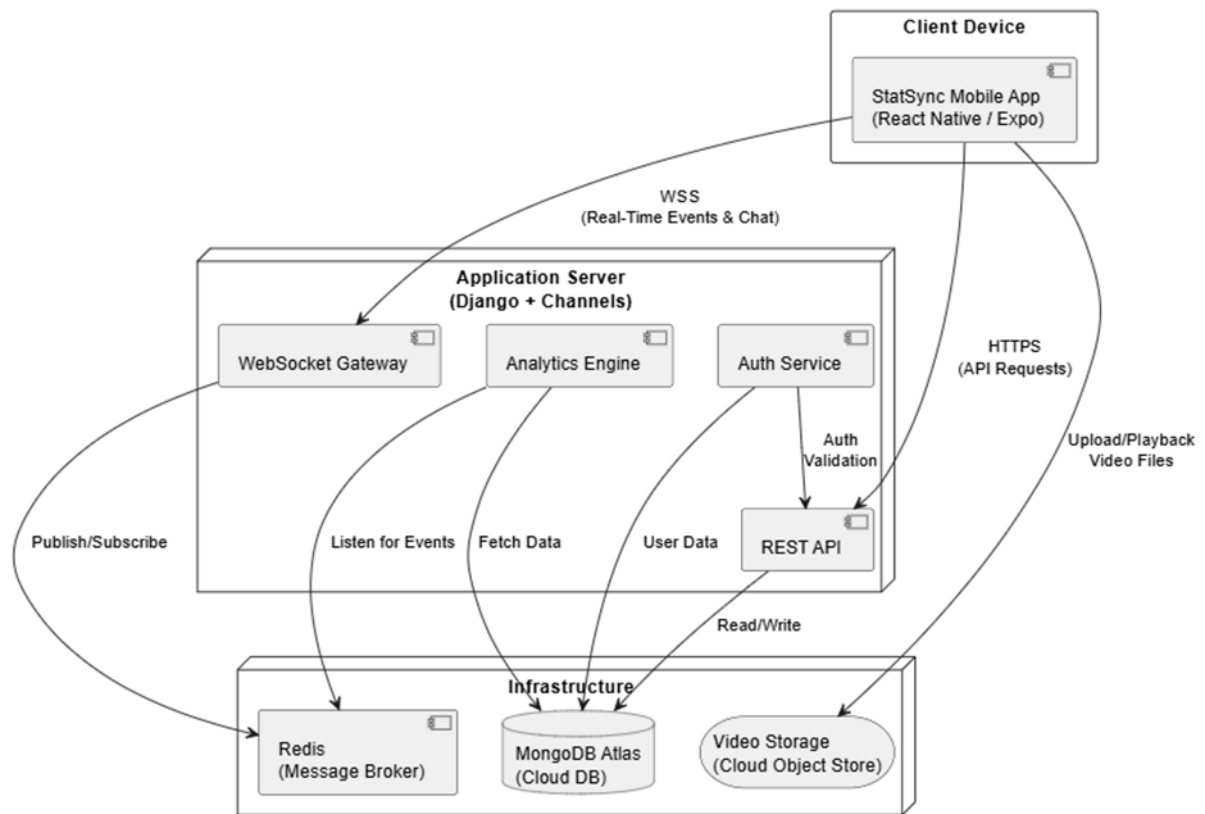 Client Device
StatSync Mobile App
(React Native / Expo)
WSS
(Real-Time Events & Chat)
Application Server
(Django + Channels)
WebSocket Gateway
Analytics Engine
Auth Service
HTTPS
(API Requests)
Auth
Validation
Upload/Playback
Video Files
Publish/Subscribe
Listen for Events
Fetch Data
User Data
REST API
Read/Write
Infrastructure
Redis
(Message Broker)
MongoDB Atlas
(Cloud DB)
Video Storage
(Cloud Object Store)